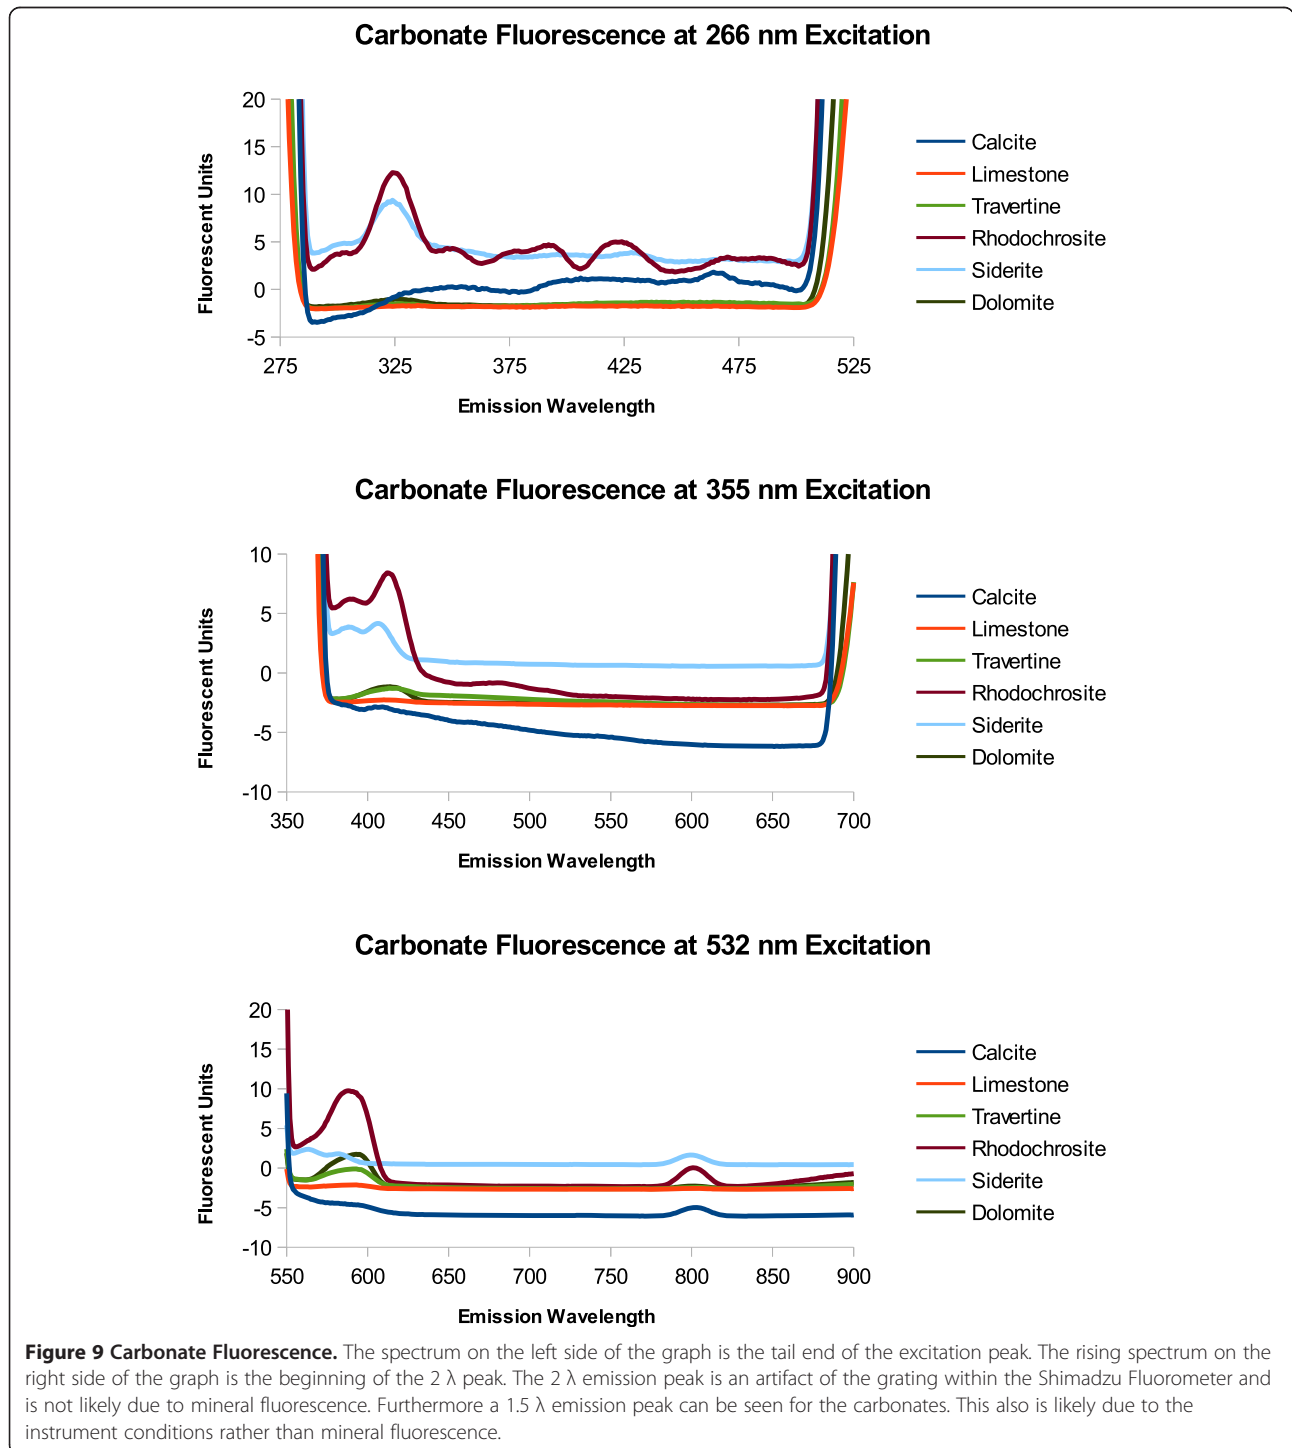 Carbonate Fluorescence at 266 nm Excitation
20
15
10
5
0
-5
Fluorescent Units
275 325 375 425 475 525
Emission Wavelength
Calcite
Limestone
Travertine
Rhodochrosite
Siderite
Dolomite
Carbonate Fluorescence at 355 nm Excitation
10
5
0
-5
-10
Fluorescent Units
350 400 450 500 550 600 650 700
Emission Wavelength
Calcite
Limestone
Travertine
Rhodochrosite
Siderite
Dolomite
Carbonate Fluorescence at 532 nm Excitation
20
15
10
5
0
-5
-10
Fluorescent Units
550 600 650 700 750 800 850 900
Emission Wavelength
Calcite
Limestone
Travertine
Rhodochrosite
Siderite
Dolomite
Figure 9 Carbonate Fluorescence. The spectrum on the left side of the graph is the tail end of the excitation peak. The rising spectrum on the
right side of the graph is the beginning of the 2 λ peak. The 2 λ emission peak is an artifact of the grating within the Shimadzu Fluorometer and
is not likely due to mineral fluorescence. Furthermore a 1.5 λ emission peak can be seen for the carbonates. This also is likely due to the
instrument conditions rather than mineral fluorescence.